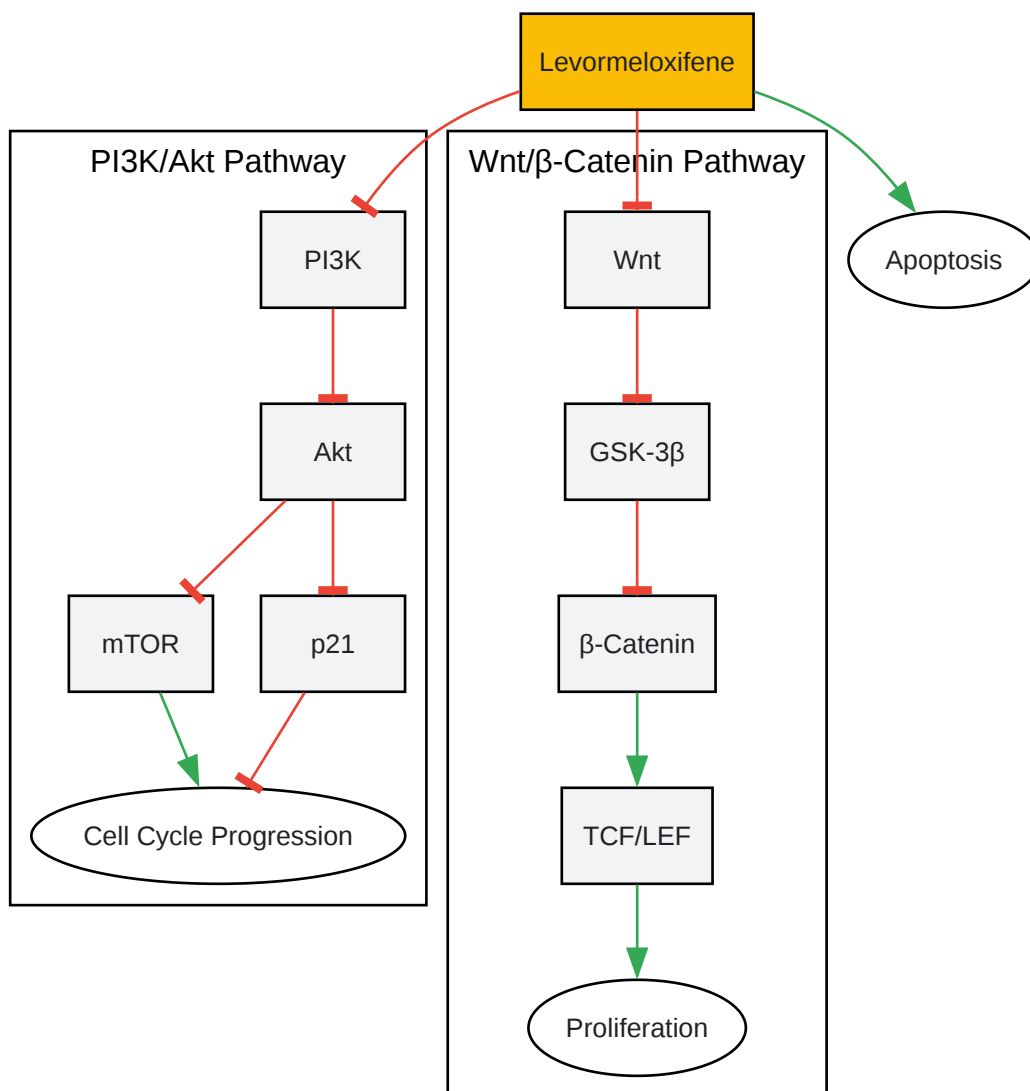 Levormeloxifene
PI3K/Akt Pathway
Wnt/β-Catenin Pathway
PI3K
Wnt
Apoptosis
Akt
GSK-3β
mTOR
p21
β-Catenin
Cell Cycle Progression
TCF/LEF
Proliferation